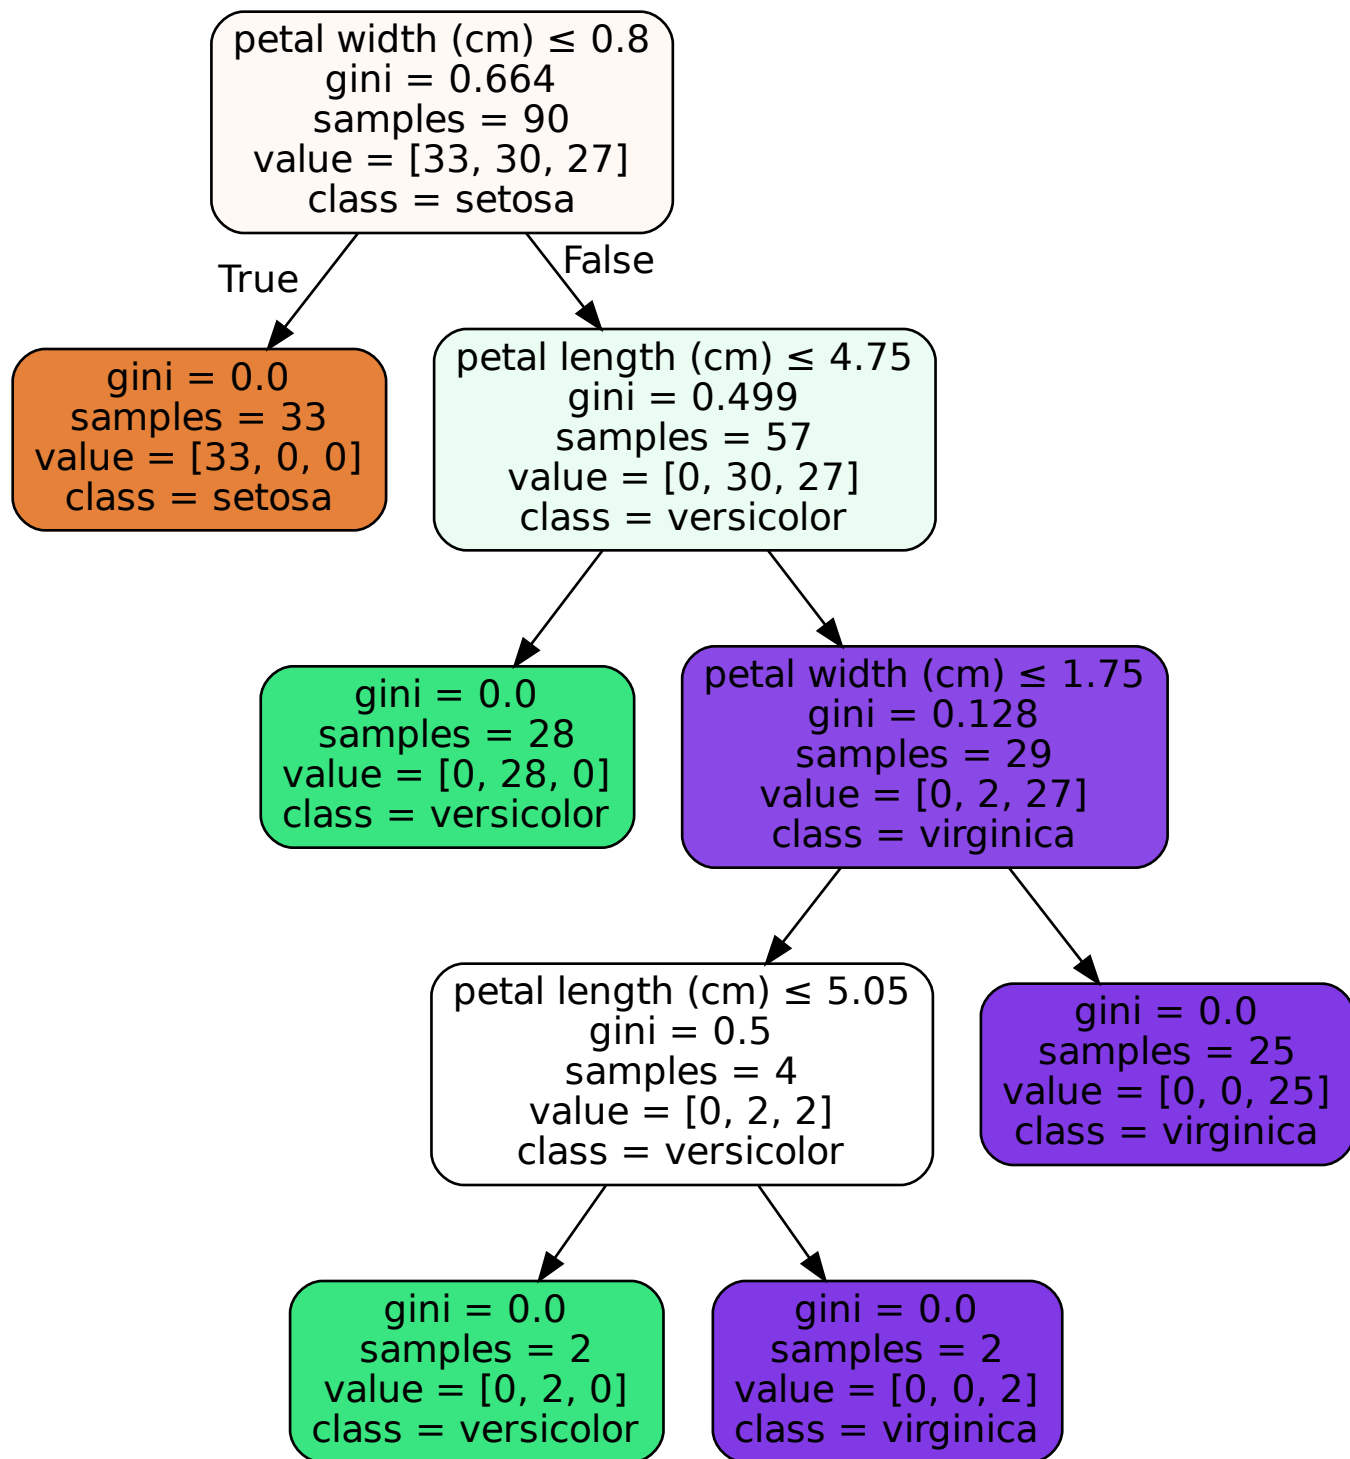 petal width (cm) ≤ 0.8
gini = 0.664
samples = 90
value = [33, 30, 27]
class = setosa
True
False
gini = 0.0
samples = 33
value = [33, 0, 0]
class = setosa
petal length (cm) ≤ 4.75
gini = 0.499
samples = 57
value = [0, 30, 27]
class = versicolor
gini = 0.0
samples = 28
value = [0, 28, 0]
class = versicolor
petal width (cm) ≤ 1.75
gini = 0.128
samples = 29
value = [0, 2, 27]
class = virginica
petal length (cm) ≤ 5.05
gini = 0.5
samples = 4
value = [0, 2, 2]
class = versicolor
gini = 0.0
samples = 25
value = [0, 0, 25]
class = virginica
gini = 0.0
samples = 2
value = [0, 2, 0]
class = versicolor
gini = 0.0
samples = 2
value = [0, 0, 2]
class = virginica